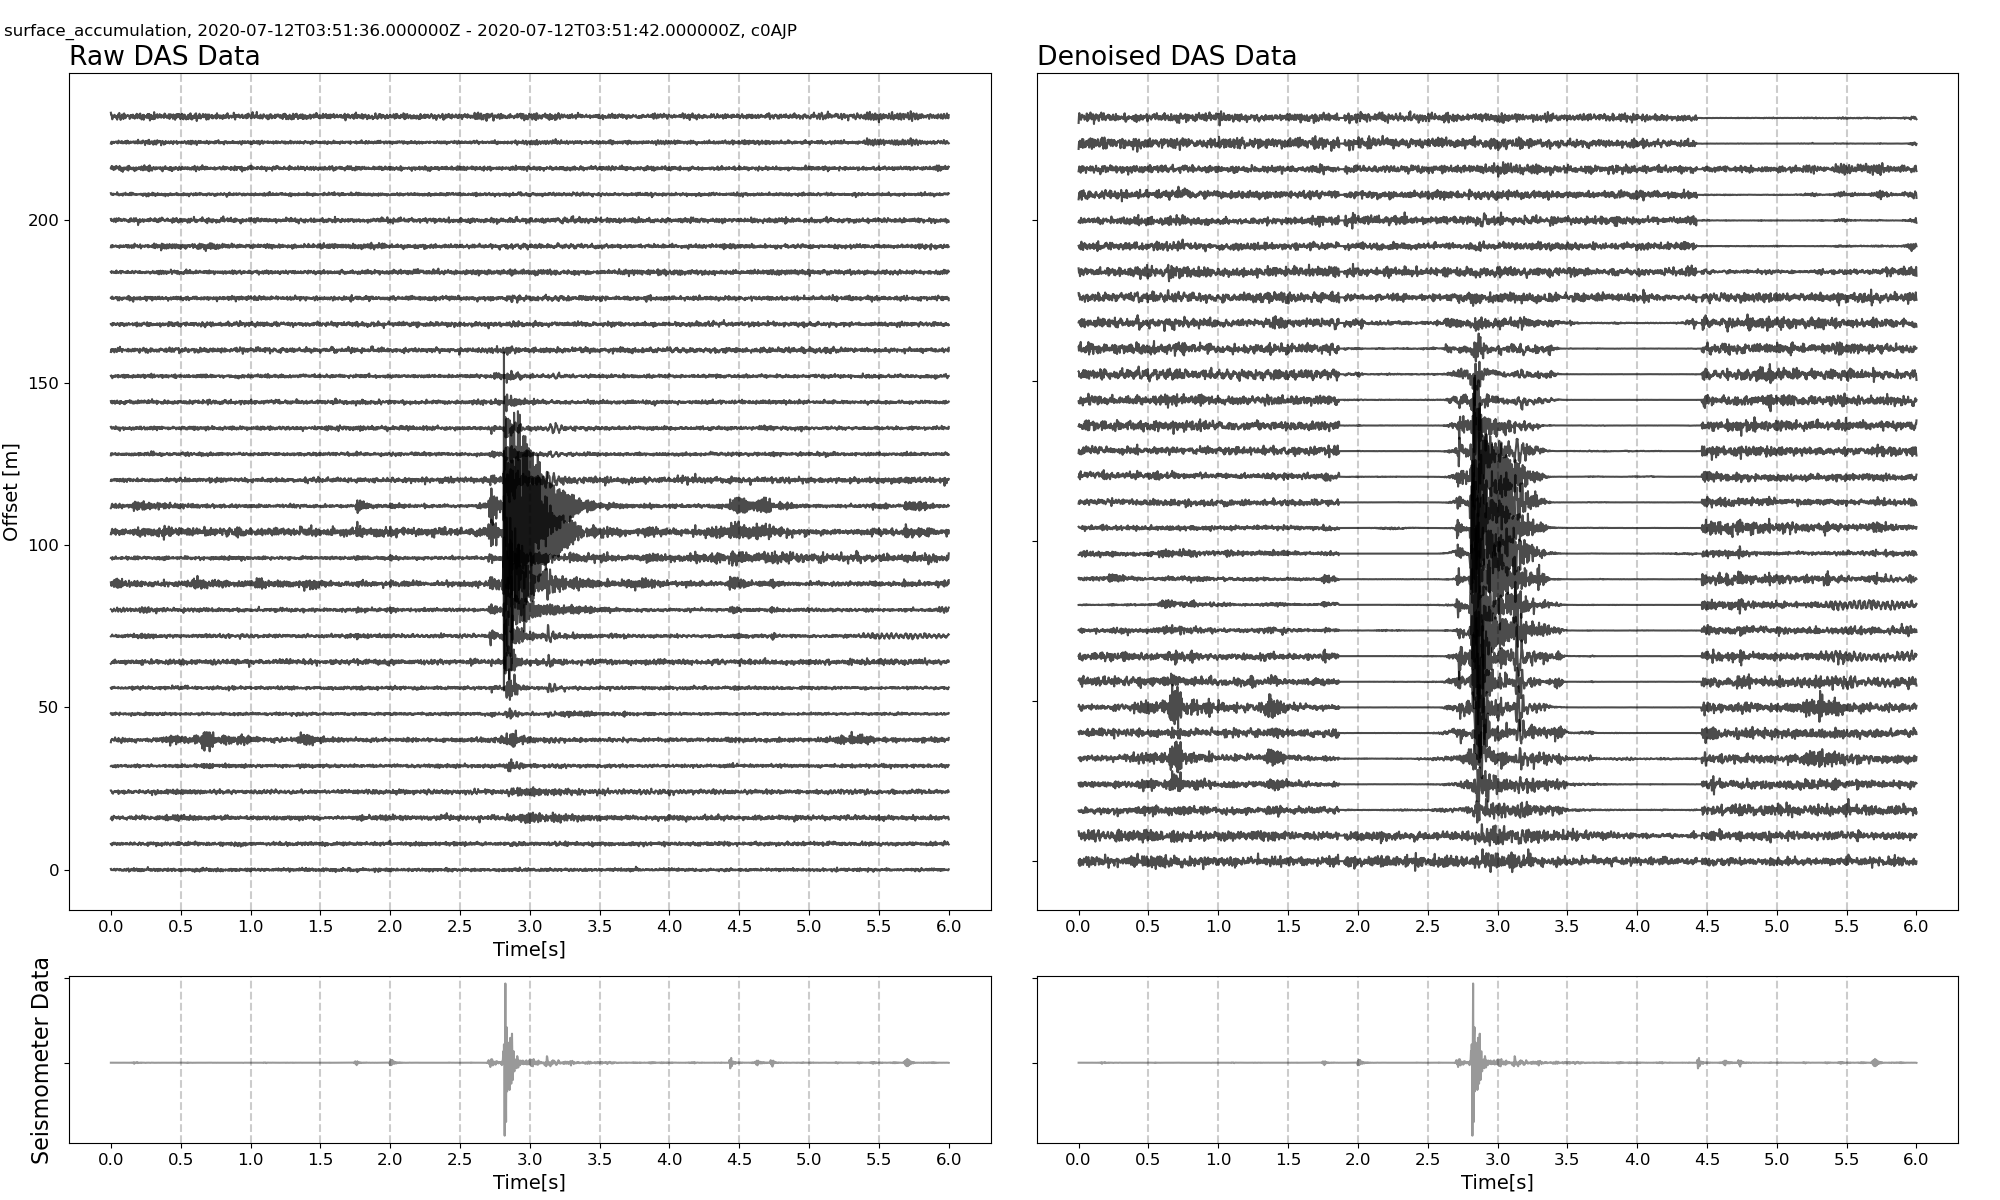 surface_accumulation, 2020-07-12T03:51:36.000000Z - 2020-07-12T03:51:42.000000Z, c0AJP
Raw DAS Data
Denoised DAS Data
Offset [m]
200
150
100
50
0
0.0 0.5 1.0 1.5 2.0 2.5 3.0 3.5 4.0 4.5 5.0 5.5 6.0
Time[s]
0.0 0.5 1.0 1.5 2.0 2.5 3.0 3.5 4.0 4.5 5.0 5.5 6.0
Seismometer Data
0.0 0.5 1.0 1.5 2.0 2.5 3.0 3.5 4.0 4.5 5.0 5.5 6.0
Time[s]
0.0 0.5 1.0 1.5 2.0 2.5 3.0 3.5 4.0 4.5 5.0 5.5 6.0
Time[s]